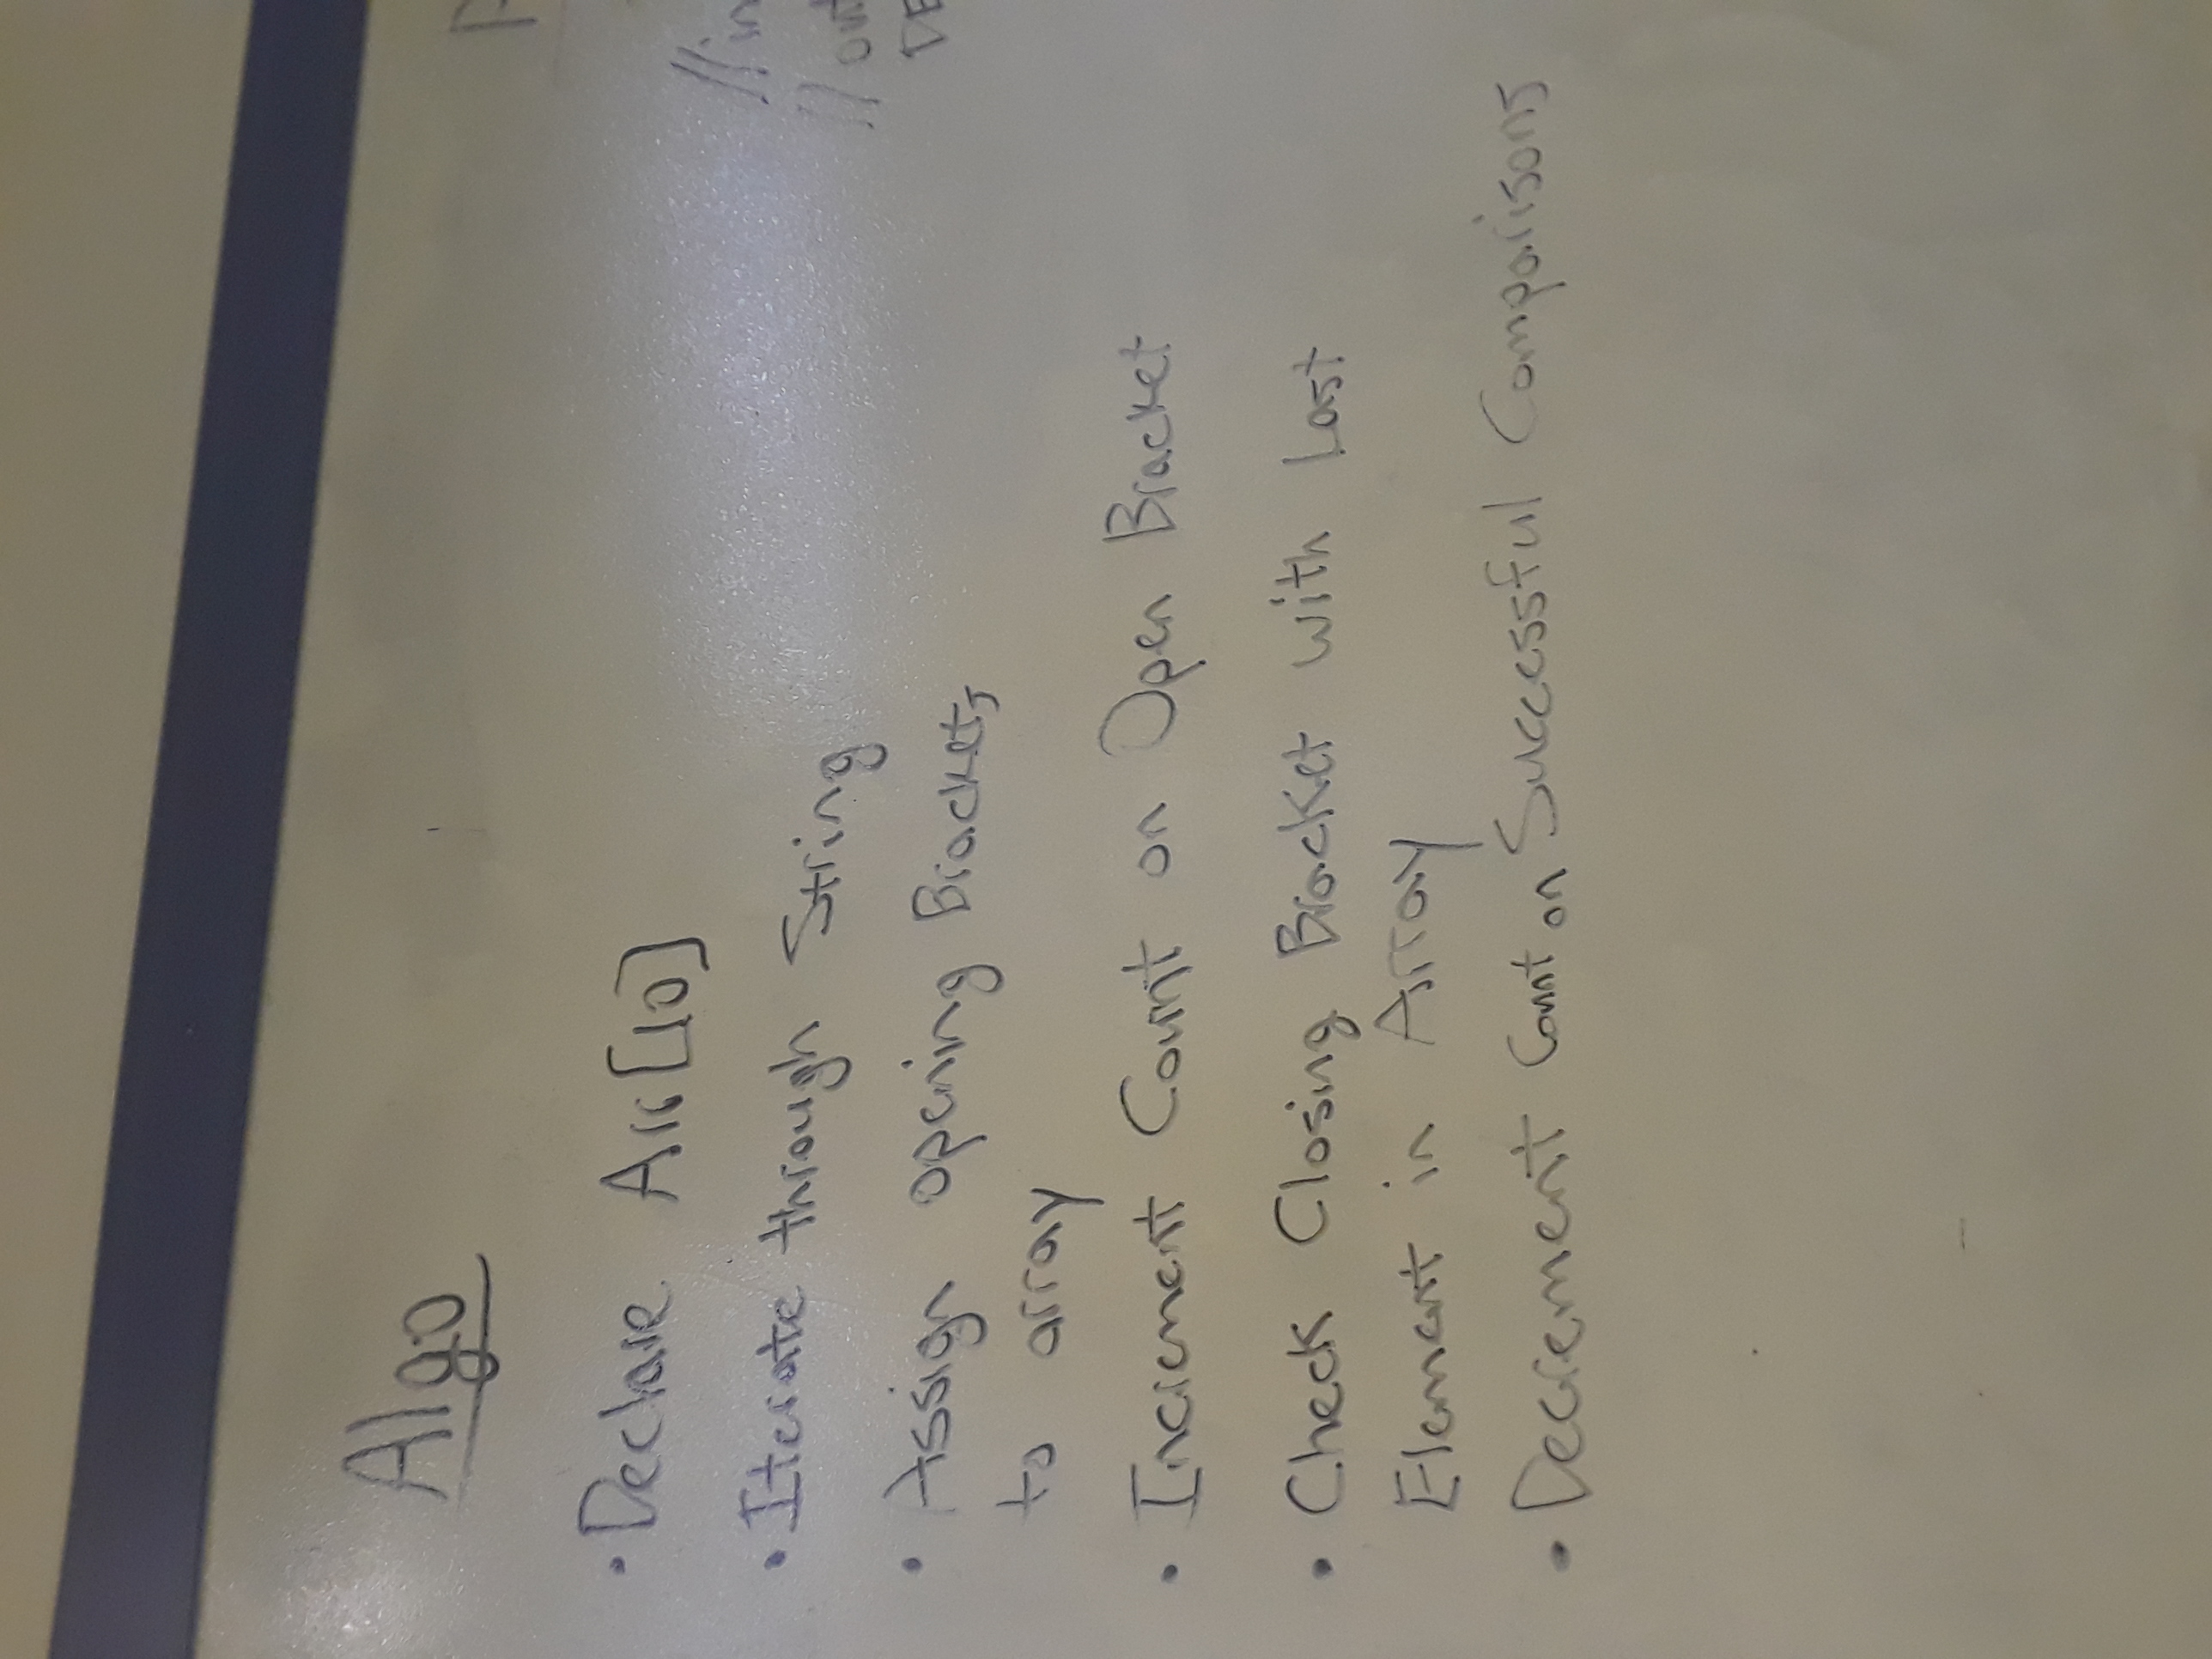 Algo
• Declare Arr[10]
• Iterate through String
• Assign opening Brackets
to array
• Increment Count on Open Bracket
• Check Closing Bracket with Last
Element in Array
• Decrement Count on Successful Comparisons
P
//in
//out
DE